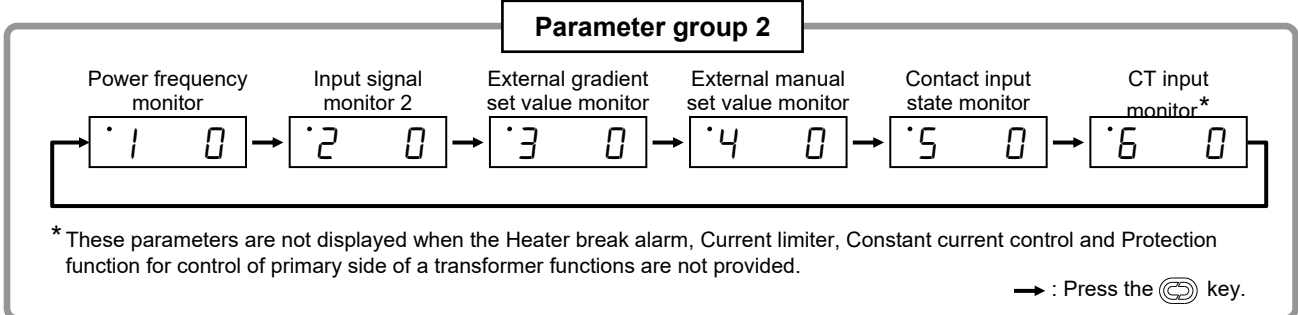 Parameter group 2
Power frequency
monitor
Input signal
monitor 2
External gradient
set value monitor
External manual
set value monitor
Contact input
state monitor
CT input
monitor*
˙1 0
˙2 0
˙3 0
˙4 0
˙5 0
˙6 0
* These parameters are not displayed when the Heater break alarm, Current limiter, Constant current control and Protection
function for control of primary side of a transformer functions are not provided.
→ : Press the key.